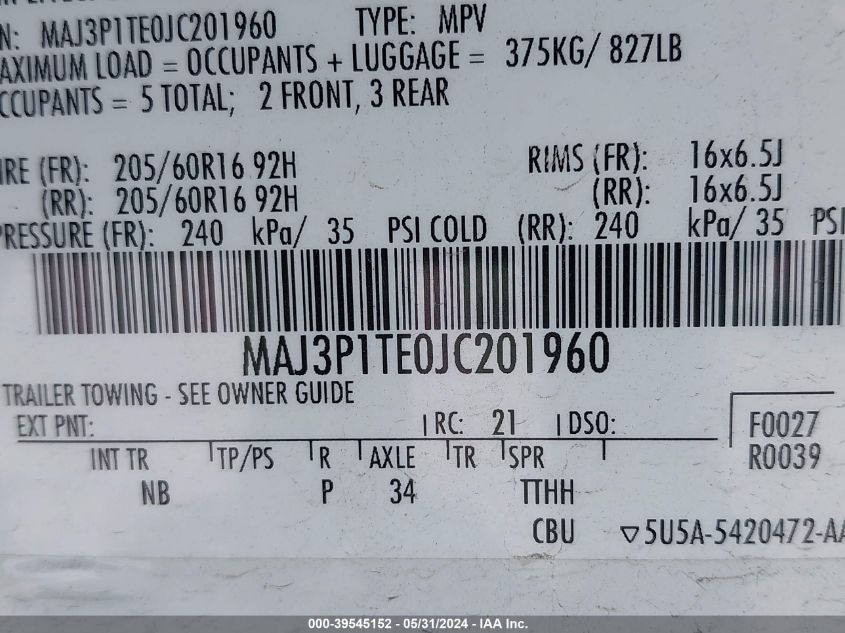 N: MAJ3P1TE0JC201960 TYPE: MPV
AXIMUM LOAD = OCCUPANTS + LUGGAGE = 375KG/ 827LB
CCUPANTS = 5 TOTAL; 2 FRONT, 3 REAR
IRE (FR): 205/60R16 92H RIMS (FR): 16x6.5J
(RR): 205/60R16 92H (RR): 16x6.5J
PRESSURE (FR): 240 kPa/ 35 PSI COLD (RR): 240 kPa/ 35 PSI
MAJ3P1TE0JC201960
TRAILER TOWING - SEE OWNER GUIDE
EXT PNT: RC: 21 DSO: F0027
INT TR TP/PS R AXLE TR SPR R0039
NB P 34 TTHH
CBU ▽5U5A-5420472-AA
000-39545152 - 05/31/2024 - IAA Inc.